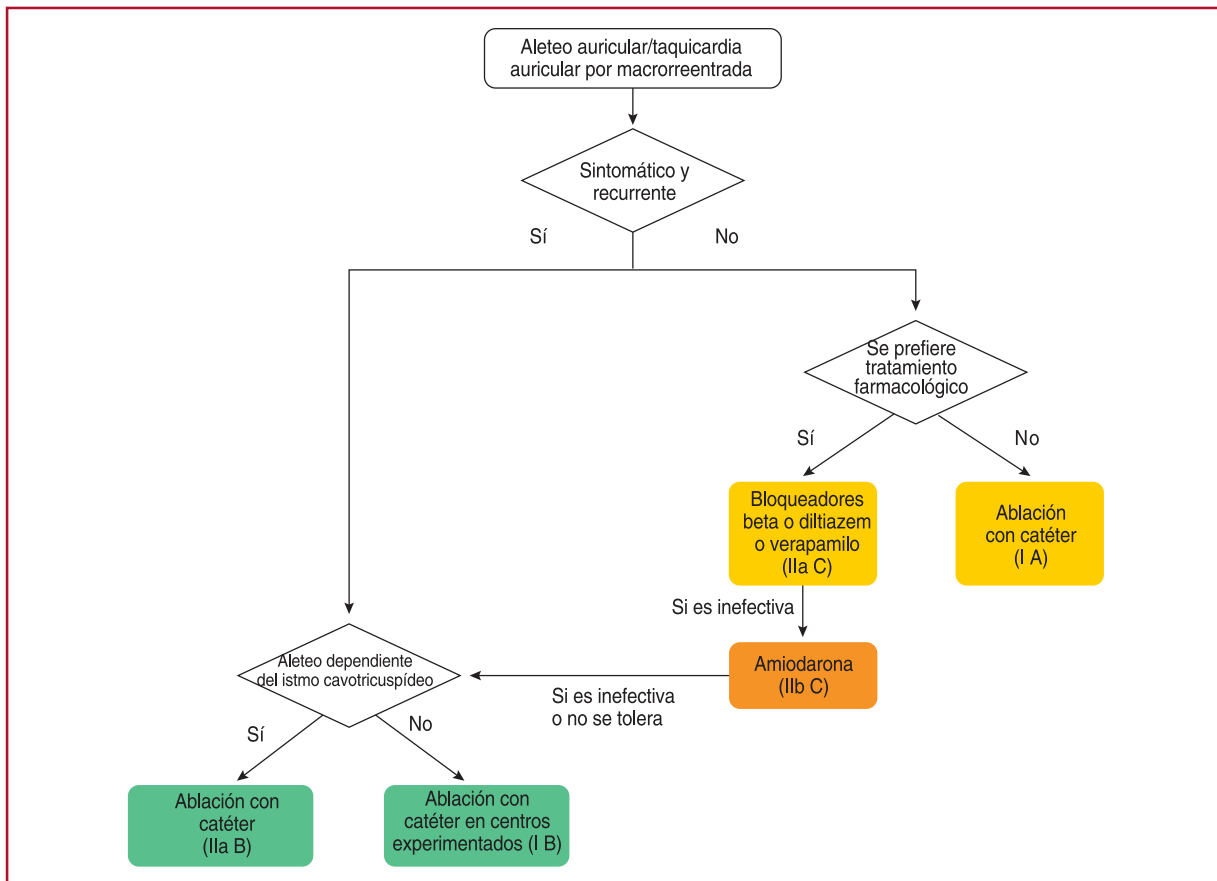 Aleteo auricular/taquicardia
auricular por macrorreentrada
Sintomático y
recurrente
Sí
No
Se prefiere
tratamiento
farmacológico
Sí
No
Bloqueadores
beta o diltiazem
o verapamilo
(IIa C)
Ablación
con catéter
(I A)
Si es inefectiva
Amiodarona
(IIb C)
Si es inefectiva
o no se tolera
Aleteo dependiente
del istmo cavotricuspídeo
Sí
No
Ablación con
catéter
(IIa B)
Ablación con
catéter en centros
experimentados (I B)